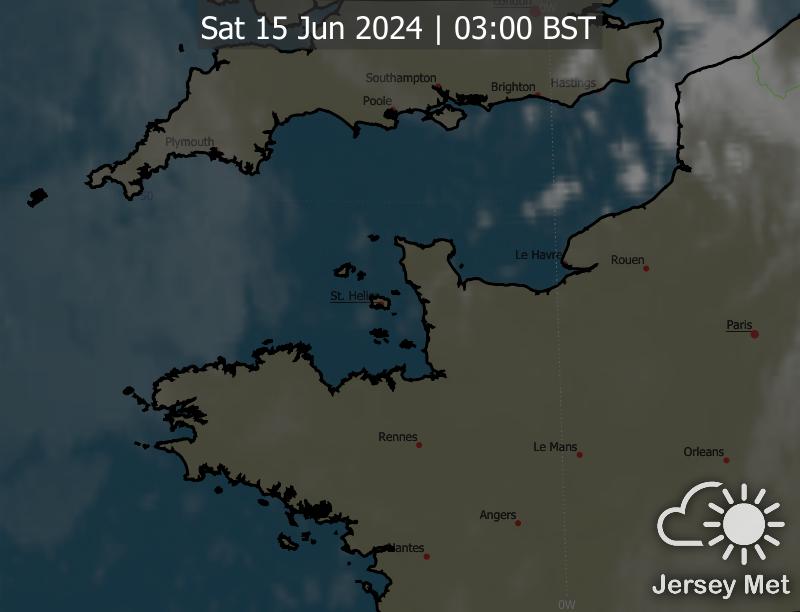 London
Sat 15 Jun 2024 | 03:00 BST
Southampton
Brighton
Hastings
Poole
Plymouth
50
Le Havre
Rouen
St. Helier
Paris
Rennes
Le Mans
Orleans
Angers
Nantes
Jersey Met
0W